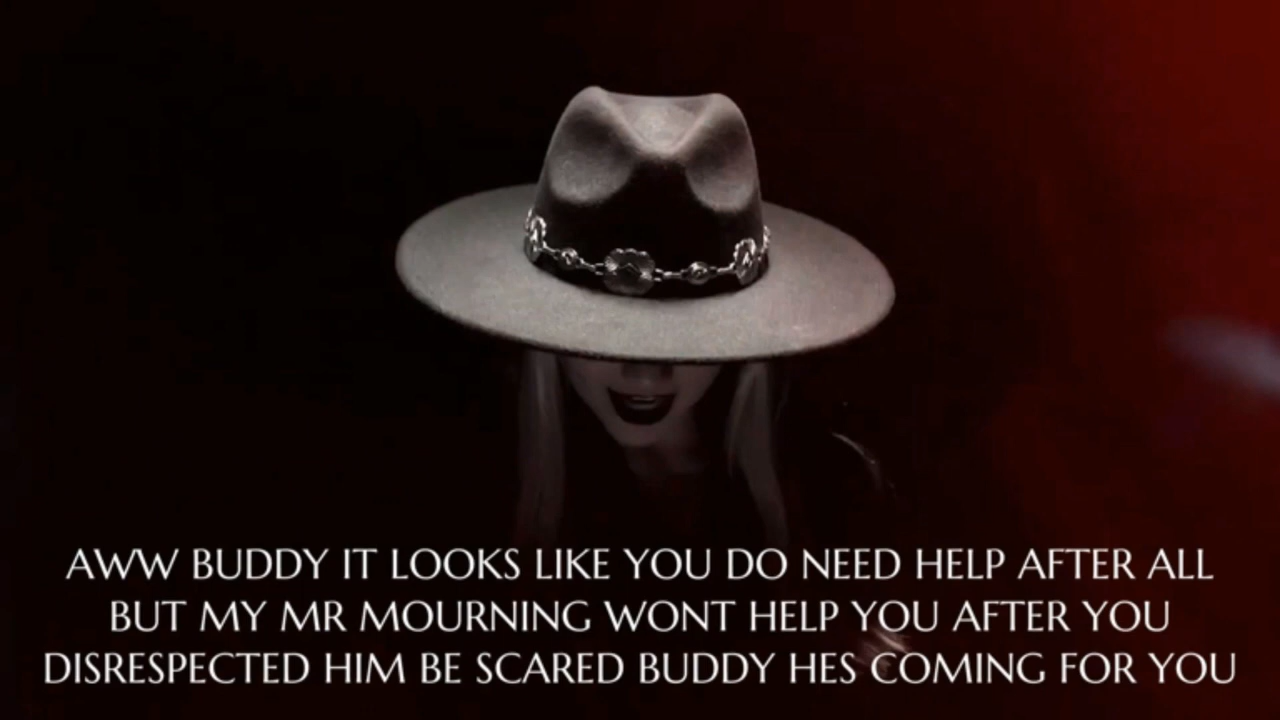 AWW BUDDY IT LOOKS LIKE YOU DO NEED HELP AFTER ALL
BUT MY MR MOURNING WONT HELP YOU AFTER YOU
DISRESPECTED HIM BE SCARED BUDDY HES COMING FOR YOU